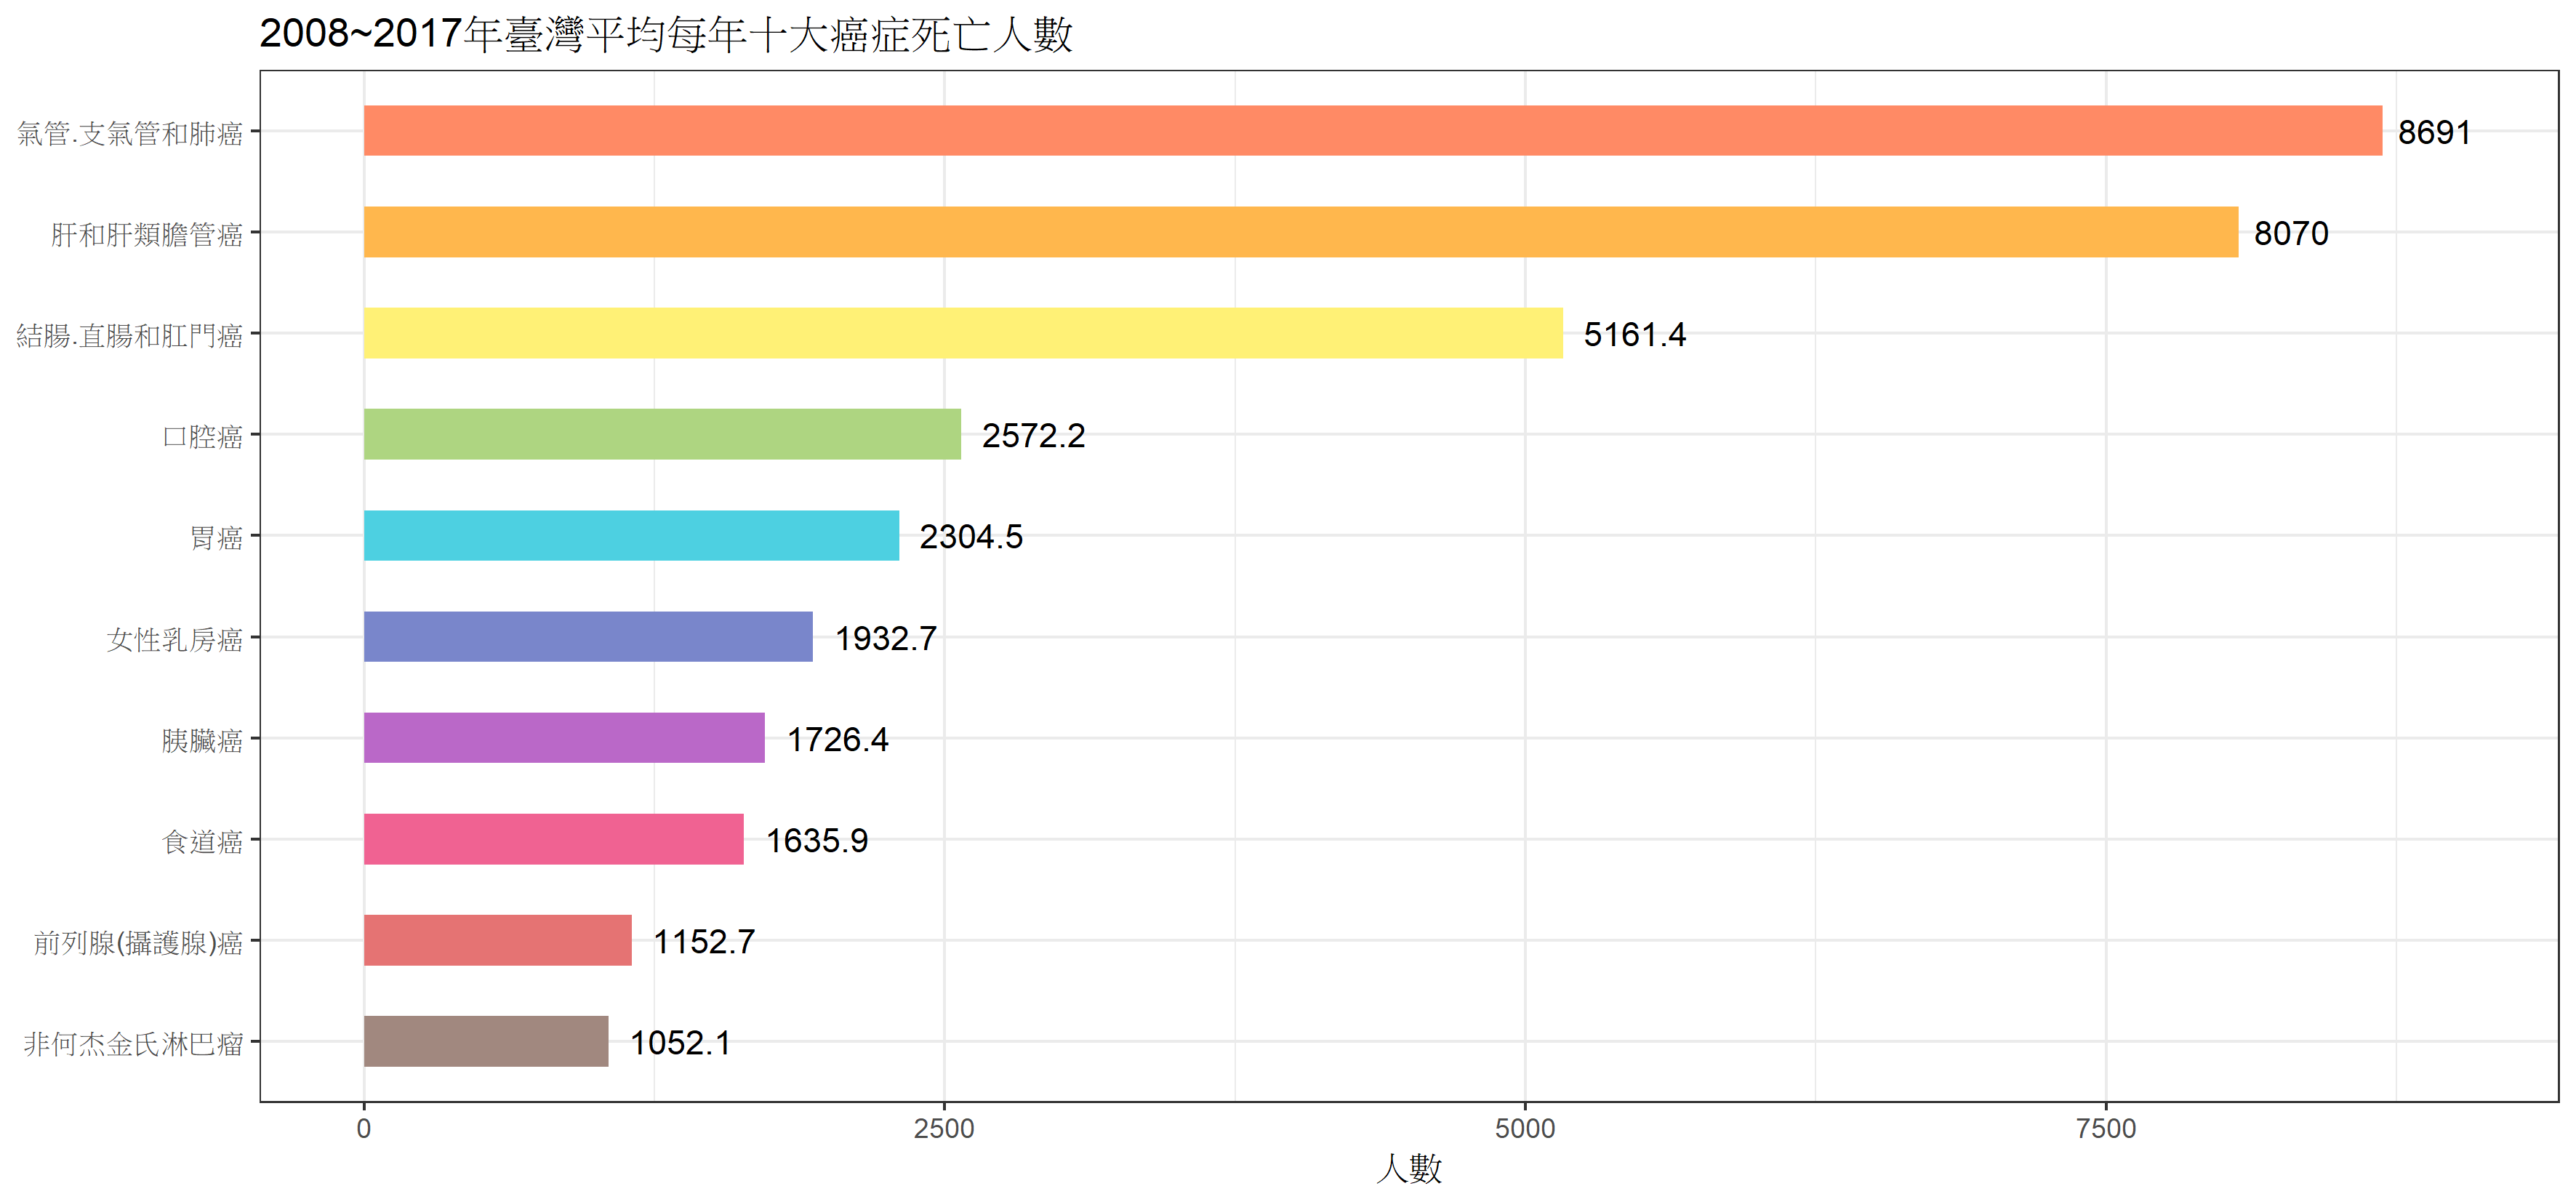 2008~2017年臺灣平均每年十大癌症死亡人數
氣管.支氣管和肺癌
8691
肝和肝類膽管癌
8070
結腸.直腸和肛門癌
5161.4
口腔癌
2572.2
胃癌
2304.5
女性乳房癌
1932.7
胰臟癌
1726.4
食道癌
1635.9
前列腺(攝護腺)癌
1152.7
非何杰金氏淋巴瘤
1052.1
0
2500
5000
7500
人數